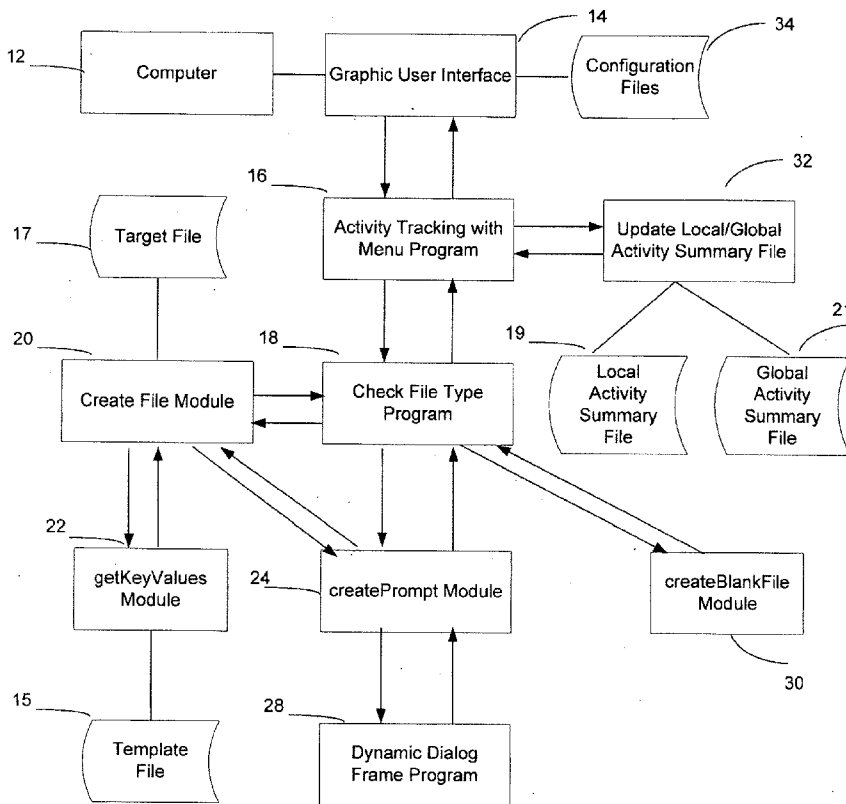 14
34
12
Computer
Graphic User Interface
Configuration
Files
16
32
17
Target File
Activity Tracking with
Menu Program
Update Local/Global
Activity Summary File
20
18
19
21
Create File Module
Check File Type
Program
Local
Activity
Summary
File
Global
Activity
Summary
File
22
getKeyValues
Module
24
createPrompt Module
createBlankFile
Module
30
15
Template
File
28
Dynamic Dialog
Frame Program